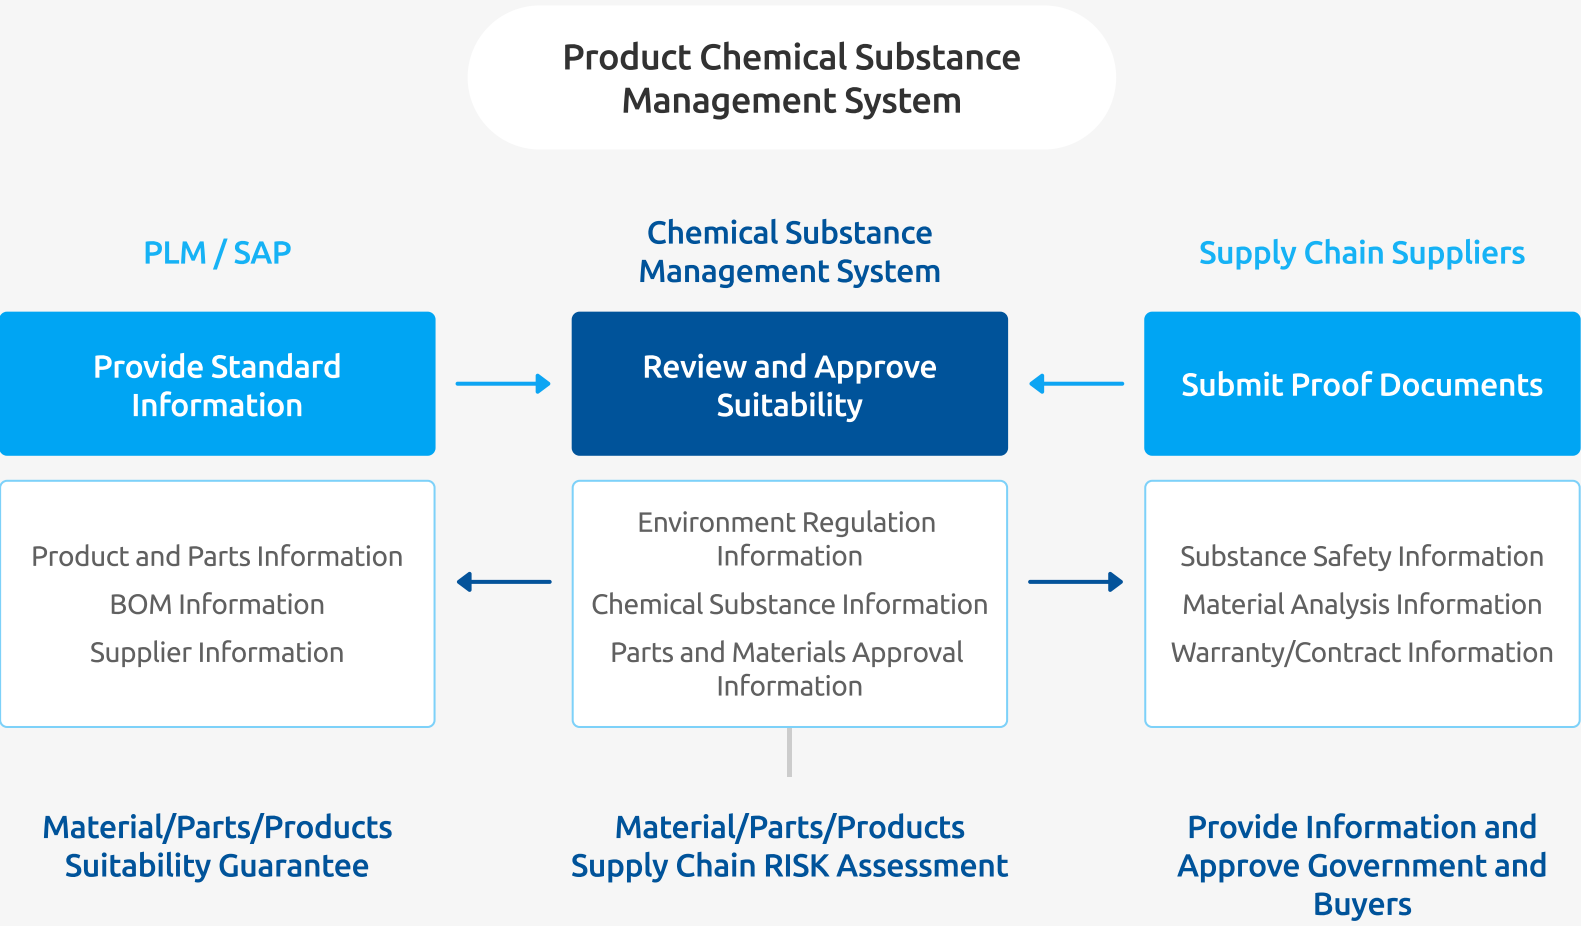 Product Chemical Substance
Management System
PLM / SAP
Chemical Substance
Management System
Supply Chain Suppliers
Provide Standard
Information
Review and Approve
Suitability
Submit Proof Documents
Product and Parts Information
BOM Information
Supplier Information
Environment Regulation
Information
Chemical Substance Information
Parts and Materials Approval
Information
Substance Safety Information
Material Analysis Information
Warranty/Contract Information
Material/Parts/Products
Suitability Guarantee
Material/Parts/Products
Supply Chain RISK Assessment
Provide Information and
Approve Government and
Buyers